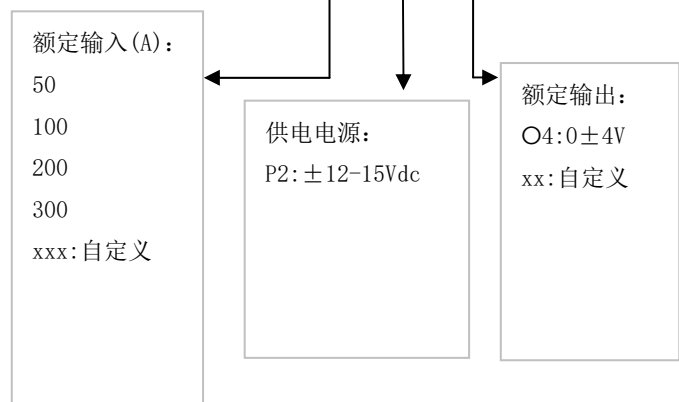 额定输入(A)：
50
100
200
300
xxx:自定义
供电电源：
P2:±12-15Vdc
额定输出：
O4:0±4V
xx:自定义